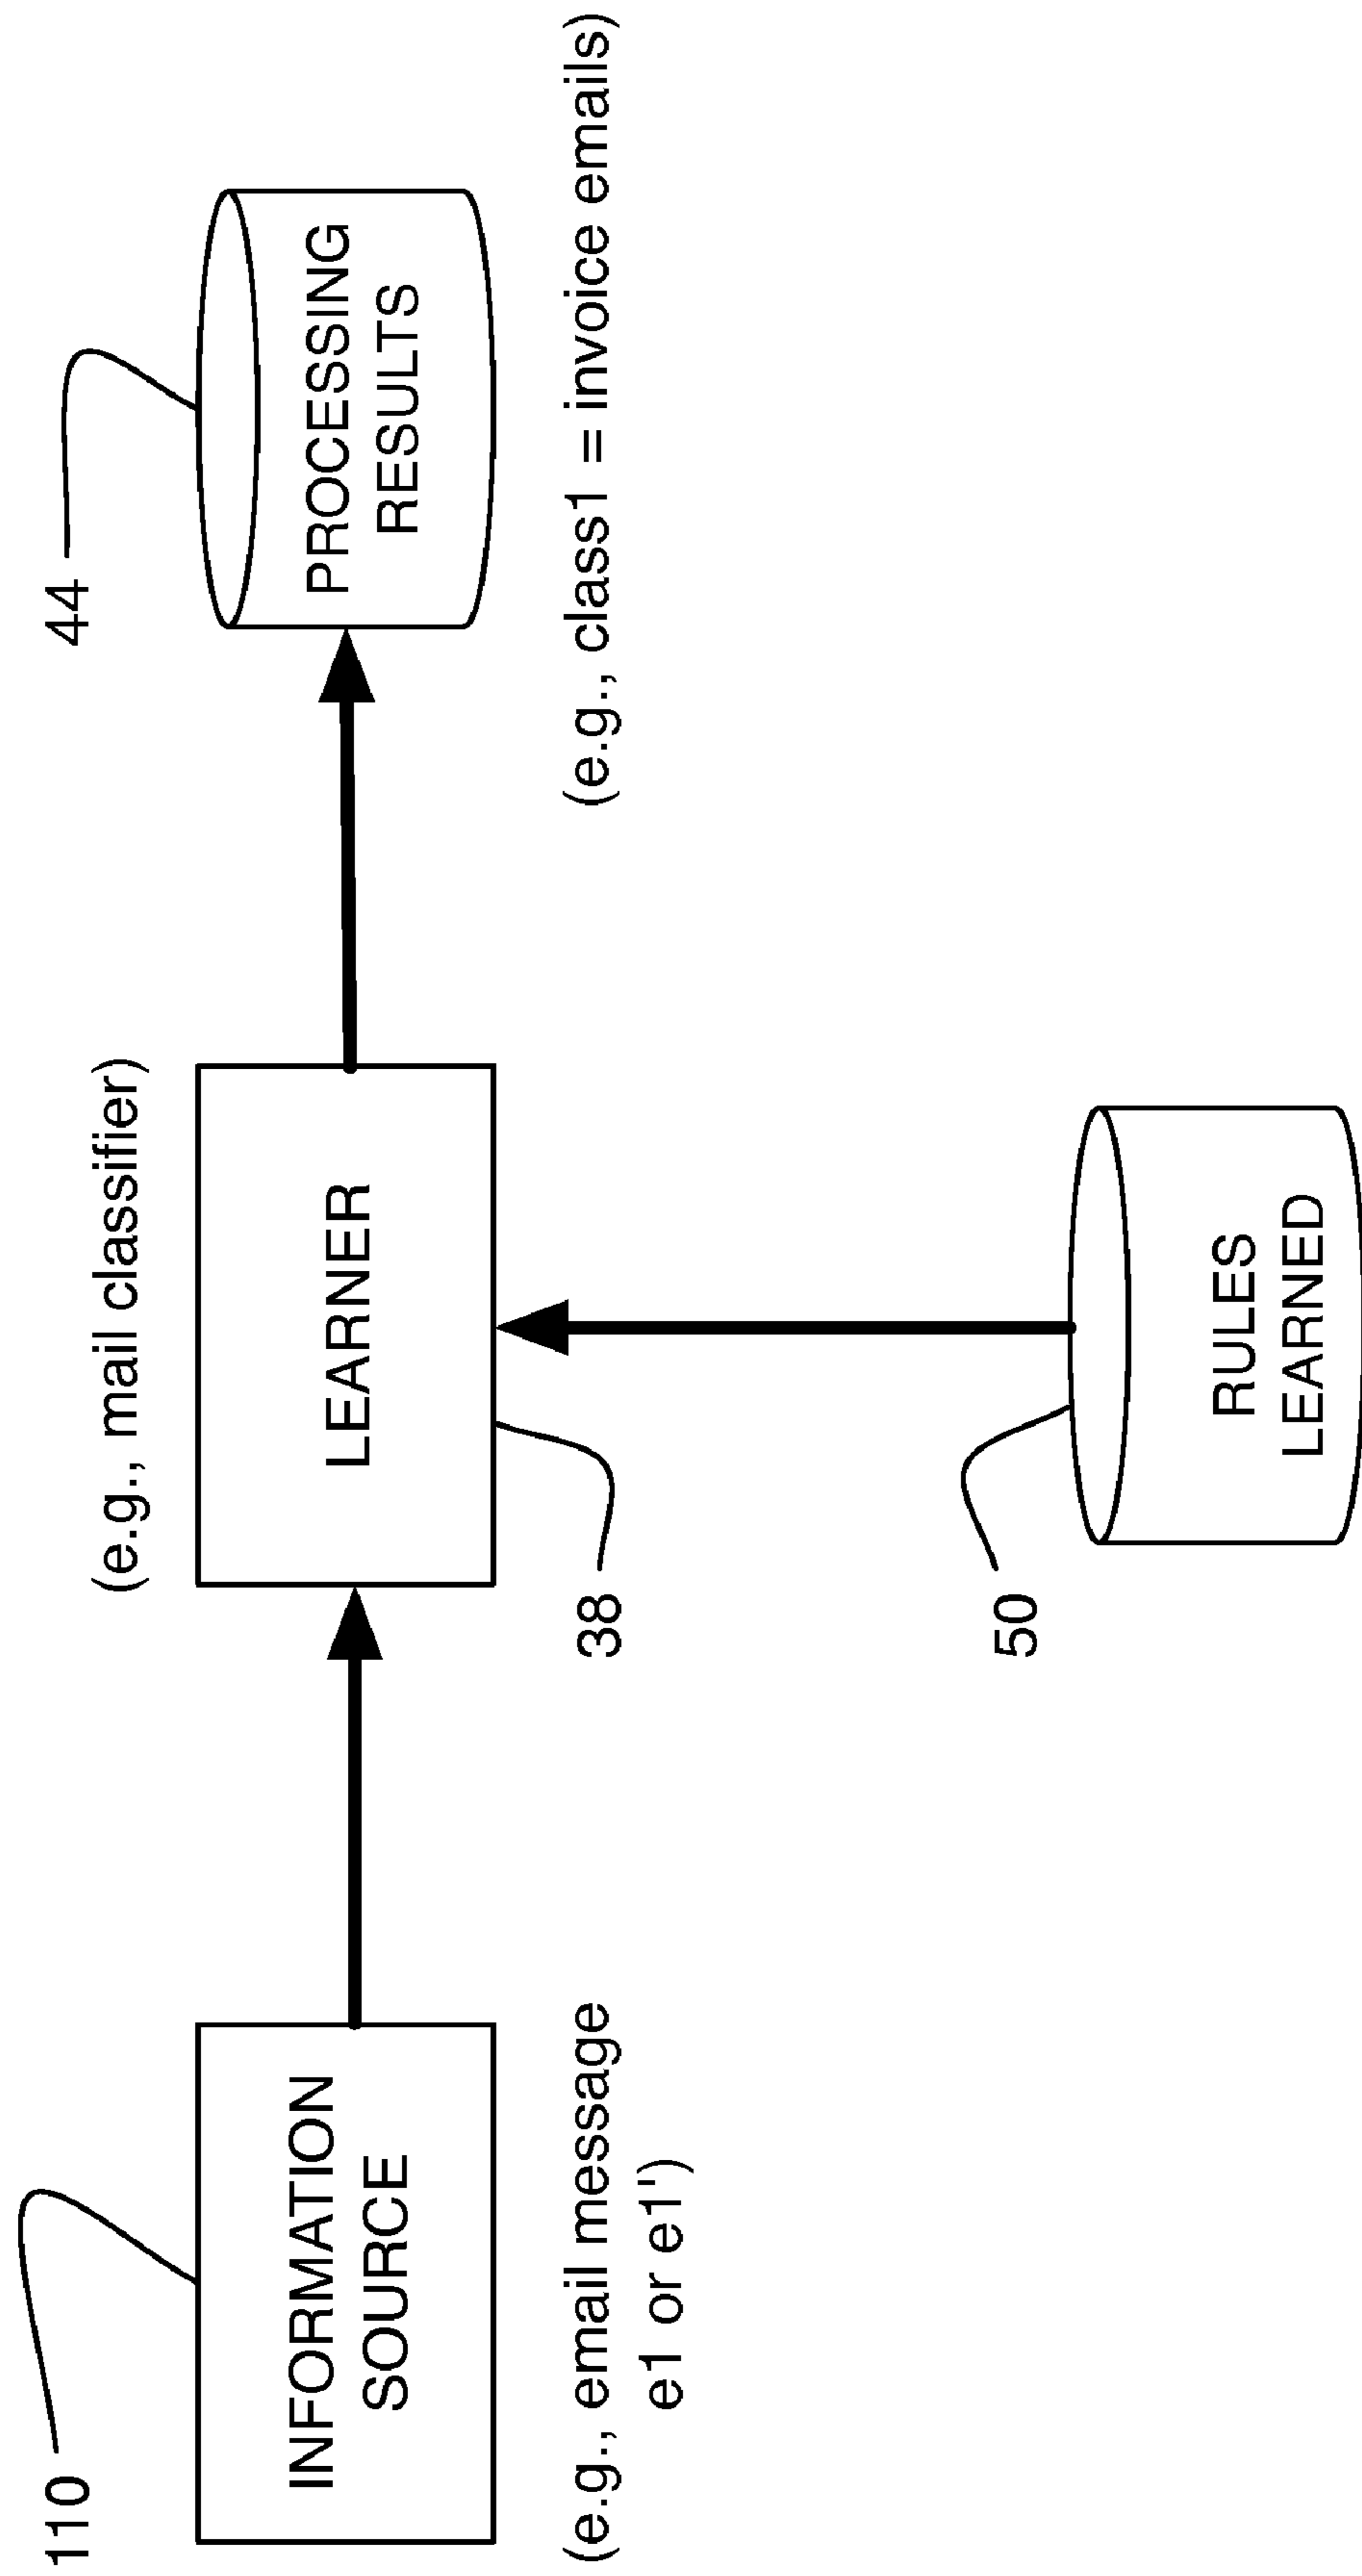 110
INFORMATION
SOURCE
(e.g., email message
e1 or e1')
(e.g., mail classifier)
LEARNER
38
50
RULES
LEARNED
44
PROCESSING
RESULTS
(e.g., class1 = invoice emails)